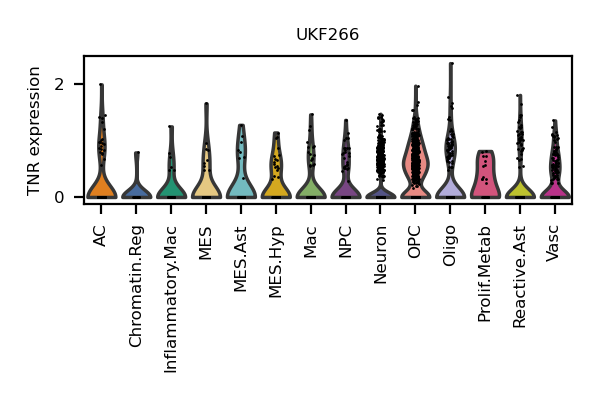 UKF266
TNR expression
2
0
AC
Chromatin.Reg
Inflammatory.Mac
MES
MES.Ast
MES.Hyp
Mac
NPC
Neuron
OPC
Oligo
Prolif.Metab
Reactive.Ast
Vasc